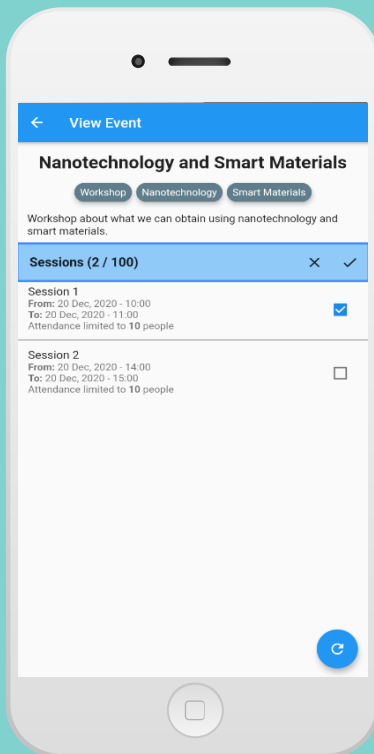 View Event
Nanotechnology and Smart Materials
Workshop Nanotechnology Smart Materials
Workshop about what we can obtain using nanotechnology and
smart materials.
Sessions (2 / 100)
Session 1
From: 20 Dec, 2020 - 10:00
To: 20 Dec, 2020 - 11:00
Attendance limited to 10 people
Session 2
From: 20 Dec, 2020 - 14:00
To: 20 Dec, 2020 - 15:00
Attendance limited to 10 people